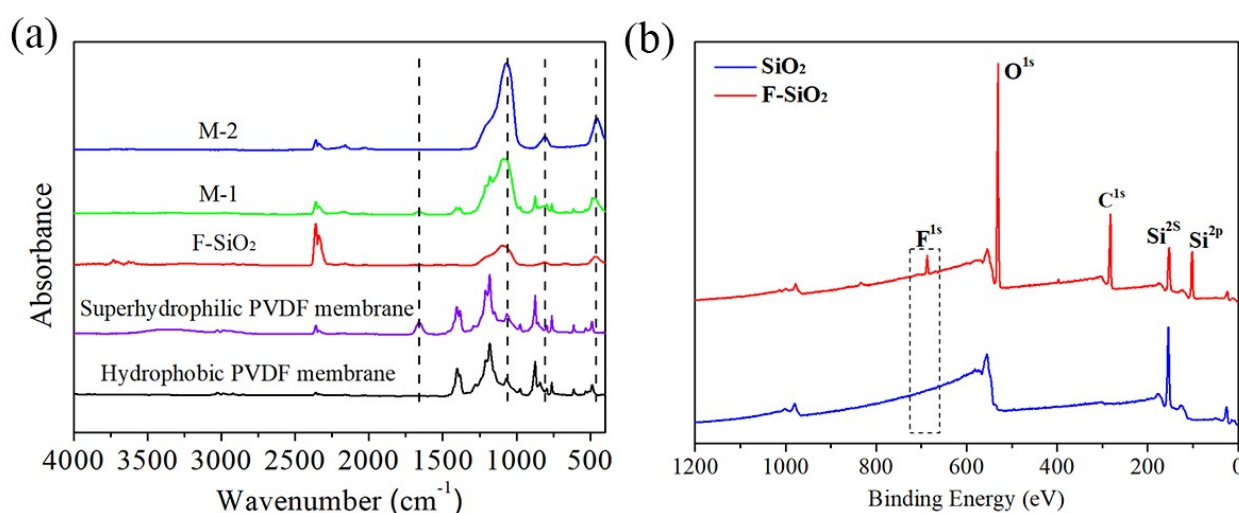 (a)
M-2
M-1
F-SiO₂
Superhydrophilic PVDF membrane
Hydrophobic PVDF membrane
Absorbance
4000 3500 3000 2500 2000 1500 1000 500
Wavenumber (cm⁻¹)
(b)
SiO₂
F-SiO₂
O¹ˢ
F¹ˢ
C¹ˢ
Si²ˢ
Si²ᵖ
1200 1000 800 600 400 200 0
Binding Energy (eV)